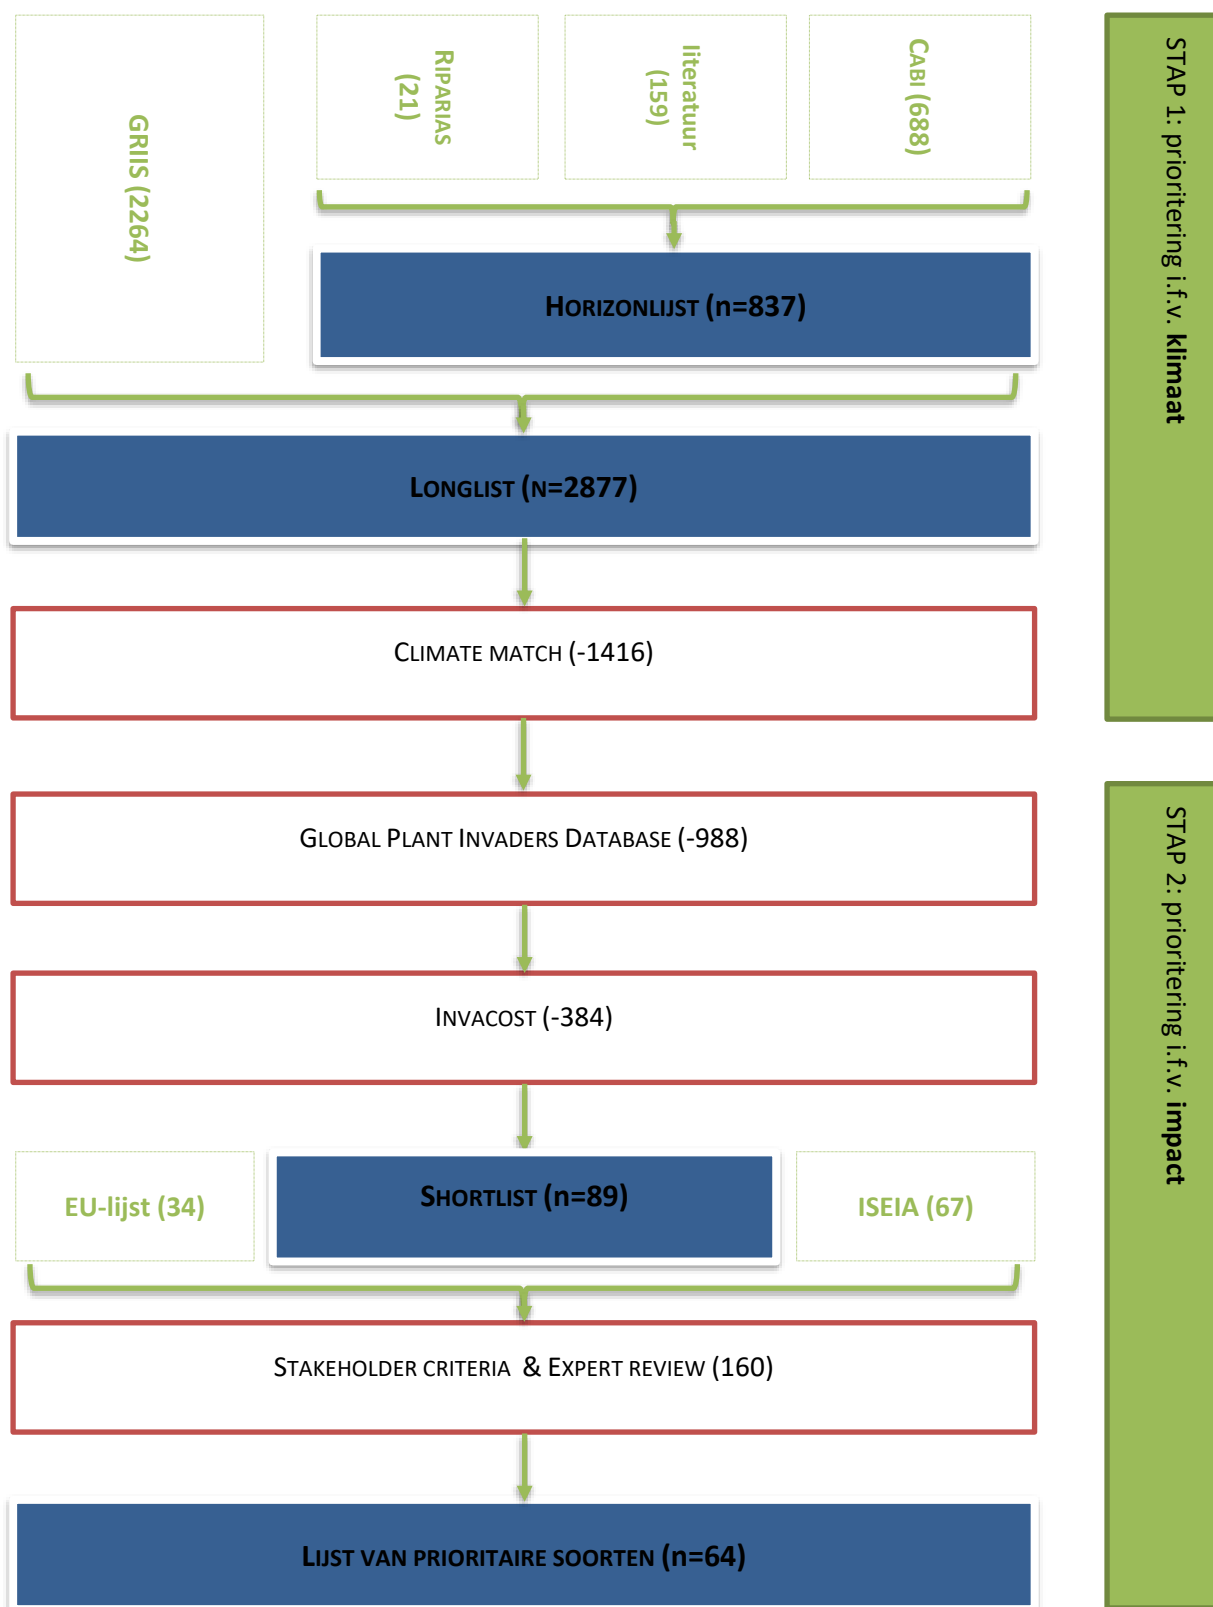 GRIIS (2264)
RIPARIAS
(21)
literatuur
(159)
CABI (688)
STAP 1: prioritering i.f.v. klimaat
HORIZONLIJST (n=837)
LONGLIST (N=2877)
CLIMATE MATCH (-1416)
STAP 2: prioritering i.f.v. impact
GLOBAL PLANT INVADERS DATABASE (-988)
INVACOST (-384)
EU-lijst (34)
SHORTLIST (n=89)
ISEIA (67)
STAKEHOLDER CRITERIA & EXPERT REVIEW (160)
LIJST VAN PRIORITAIRE SOORTEN (n=64)